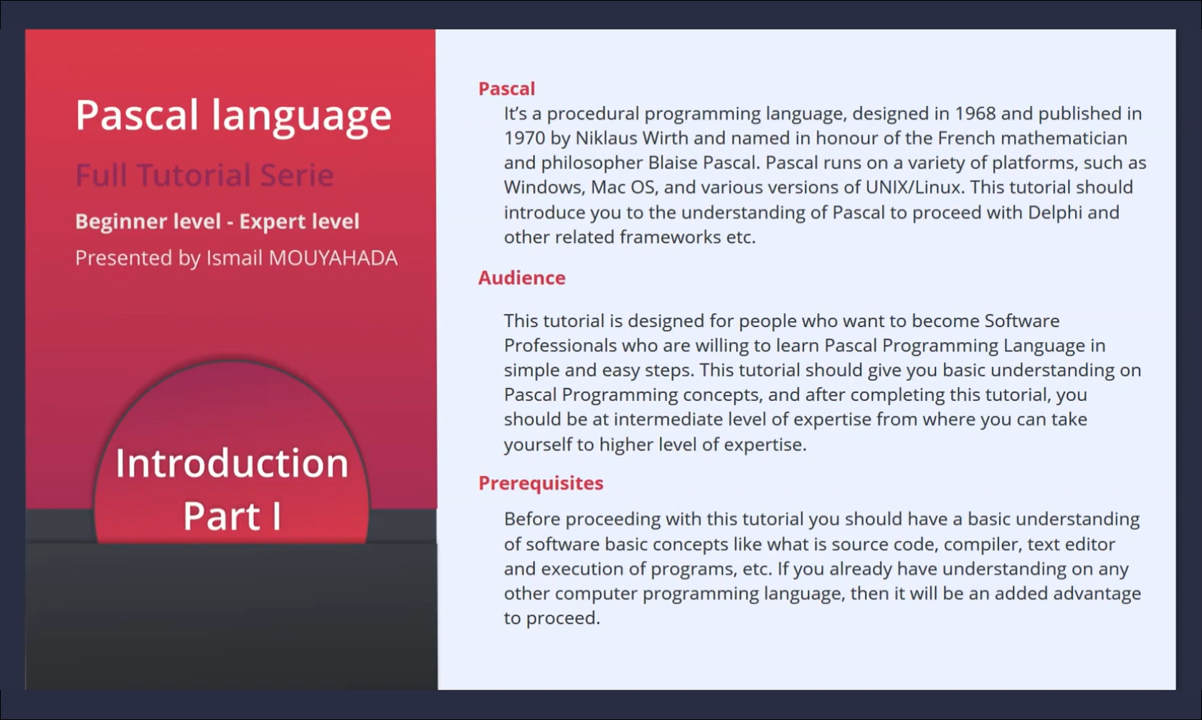 Pascal language
Full Tutorial Serie
Beginner level - Expert level
Presented by Ismail MOUYAHADA
Introduction
Part I
Pascal
It’s a procedural programming language, designed in 1968 and published in
1970 by Niklaus Wirth and named in honour of the French mathematician
and philosopher Blaise Pascal. Pascal runs on a variety of platforms, such as
Windows, Mac OS, and various versions of UNIX/Linux. This tutorial should
introduce you to the understanding of Pascal to proceed with Delphi and
other related frameworks etc.
Audience
This tutorial is designed for people who want to become Software
Professionals who are willing to learn Pascal Programming Language in
simple and easy steps. This tutorial should give you basic understanding on
Pascal Programming concepts, and after completing this tutorial, you
should be at intermediate level of expertise from where you can take
yourself to higher level of expertise.
Prerequisites
Before proceeding with this tutorial you should have a basic understanding
of software basic concepts like what is source code, compiler, text editor
and execution of programs, etc. If you already have understanding on any
other computer programming language, then it will be an added advantage
to proceed.